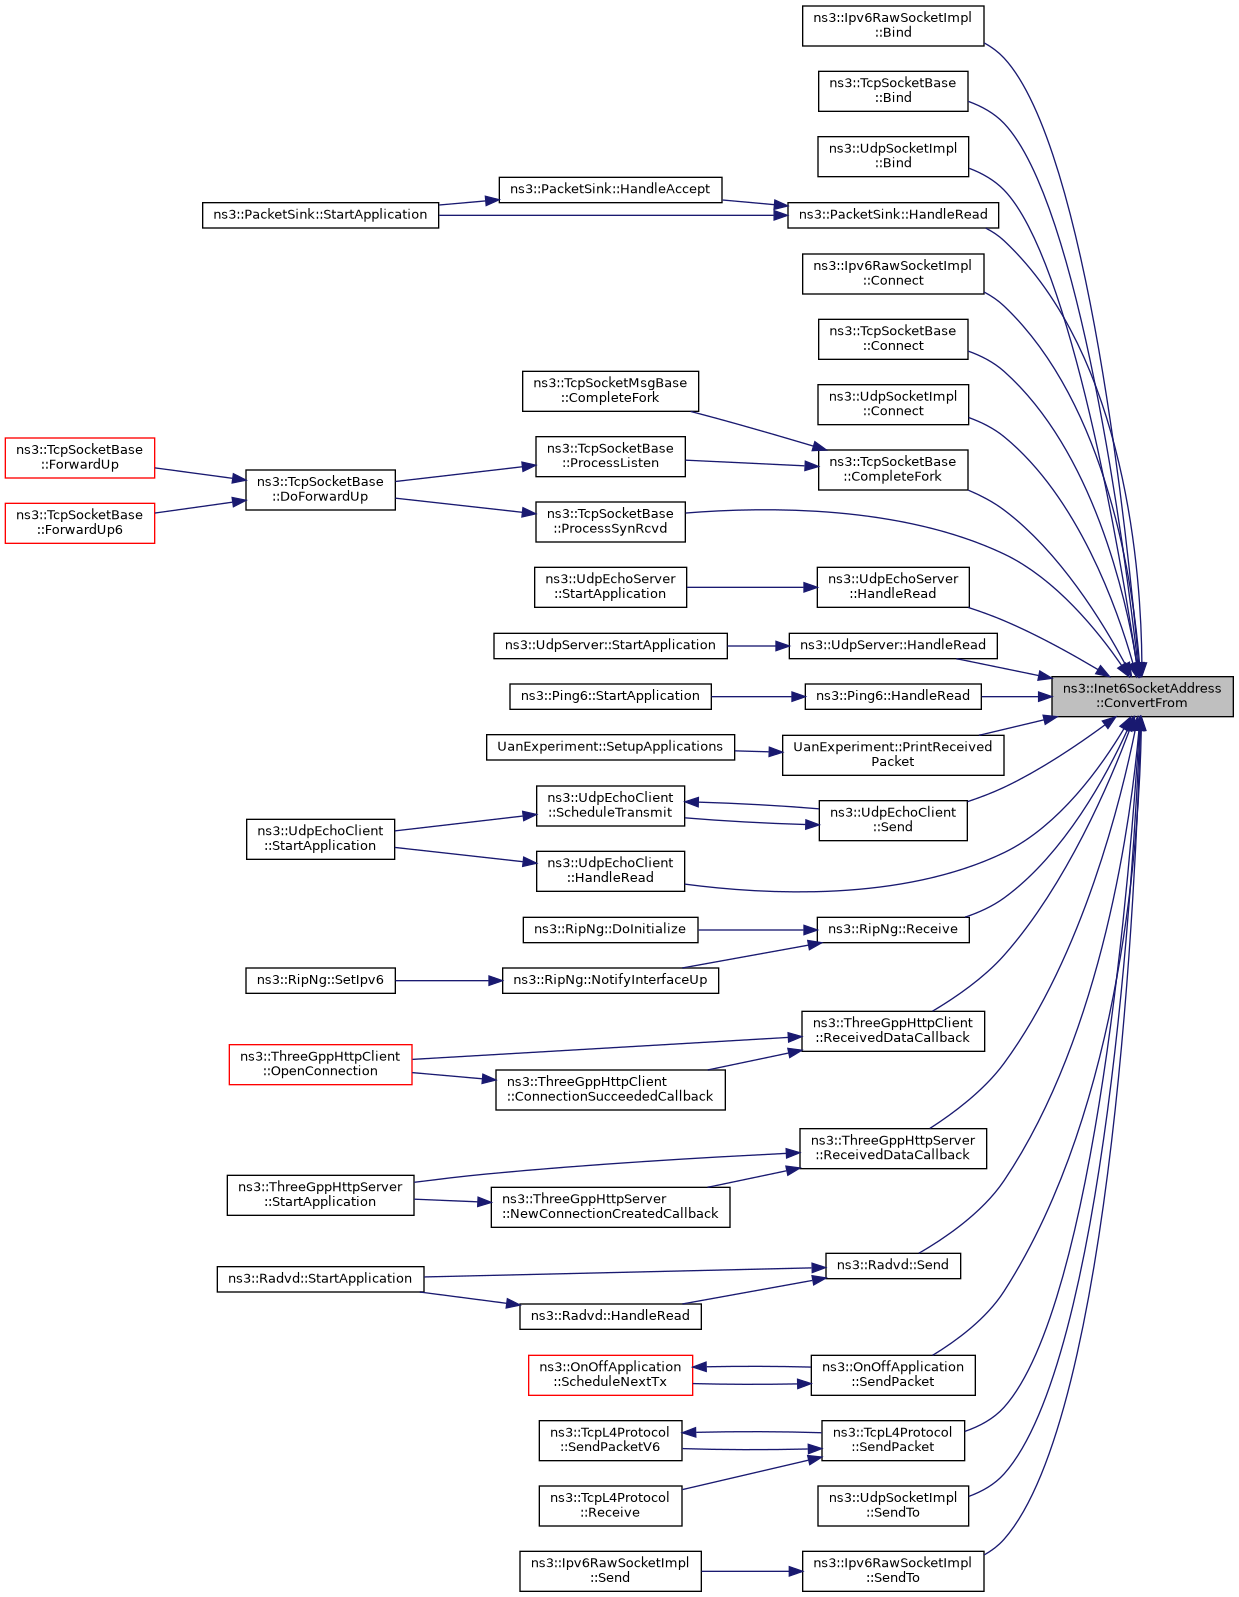 ns3::Ipv6RawSocketImpl
::Bind
ns3::TcpSocketBase
::Bind
ns3::UdpSocketImpl
::Bind
ns3::PacketSink::HandleAccept
ns3::PacketSink::StartApplication
ns3::PacketSink::HandleRead
ns3::Ipv6RawSocketImpl
::Connect
ns3::TcpSocketBase
::Connect
ns3::TcpSocketMsgBase
::CompleteFork
ns3::UdpSocketImpl
::Connect
ns3::TcpSocketBase
::ForwardUp
ns3::TcpSocketBase
::ProcessListen
ns3::TcpSocketBase
::CompleteFork
ns3::TcpSocketBase
::DoForwardUp
ns3::TcpSocketBase
::ForwardUp6
ns3::TcpSocketBase
::ProcessSynRcvd
ns3::UdpEchoServer
::StartApplication
ns3::UdpEchoServer
::HandleRead
ns3::UdpServer::StartApplication
ns3::UdpServer::HandleRead
ns3::Ping6::StartApplication
ns3::Ping6::HandleRead
ns3::Inet6SocketAddress
::ConvertFrom
UanExperiment::SetupApplications
UanExperiment::PrintReceived
Packet
ns3::UdpEchoClient
::ScheduleTransmit
ns3::UdpEchoClient
::Send
ns3::UdpEchoClient
::StartApplication
ns3::UdpEchoClient
::HandleRead
ns3::RipNg::DoInitialize
ns3::RipNg::Receive
ns3::RipNg::SetIpv6
ns3::RipNg::NotifyInterfaceUp
ns3::ThreeGppHttpClient
::ReceivedDataCallback
ns3::ThreeGppHttpClient
::OpenConnection
ns3::ThreeGppHttpClient
::ConnectionSucceededCallback
ns3::ThreeGppHttpServer
::ReceivedDataCallback
ns3::ThreeGppHttpServer
::StartApplication
ns3::ThreeGppHttpServer
::NewConnectionCreatedCallback
ns3::Radvd::Send
ns3::Radvd::StartApplication
ns3::Radvd::HandleRead
ns3::OnOffApplication
::ScheduleNextTx
ns3::OnOffApplication
::SendPacket
ns3::TcpL4Protocol
::SendPacketV6
ns3::TcpL4Protocol
::SendPacket
ns3::TcpL4Protocol
::Receive
ns3::UdpSocketImpl
::SendTo
ns3::Ipv6RawSocketImpl
::Send
ns3::Ipv6RawSocketImpl
::SendTo